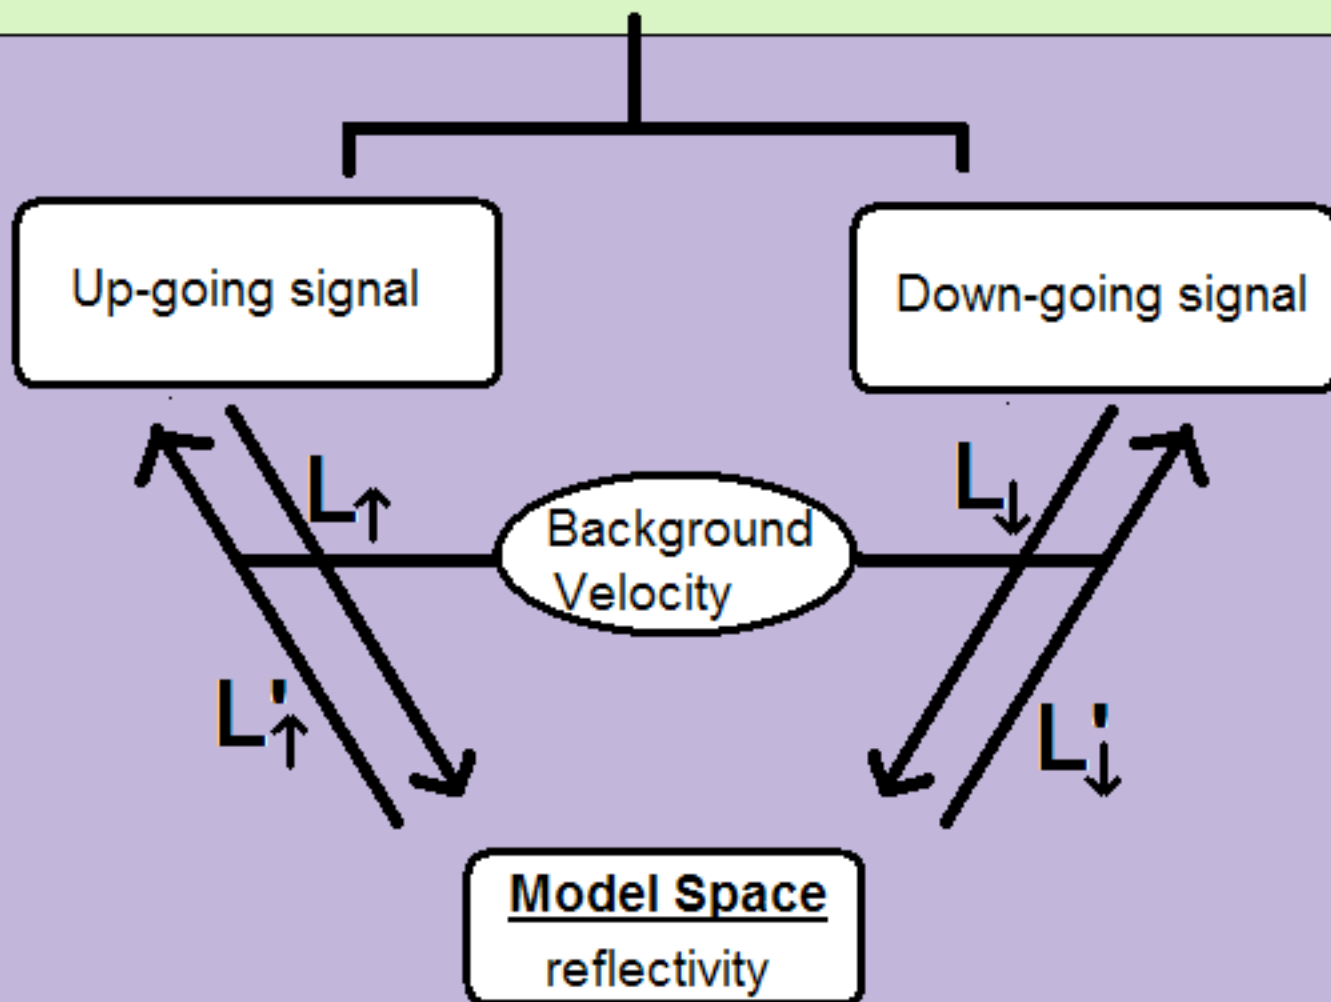 Up-going signal
Down-going signal
L↑
L↓
Background
Velocity
L'↑
L'↓
Model Space
reflectivity